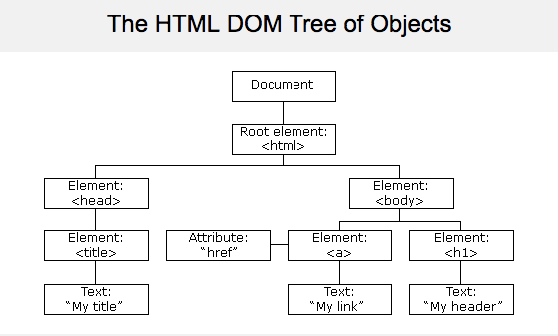 The HTML DOM Tree of Objects
Document
Root element:
<html>
Element:
<head>
Element:
<body>
Element:
<title>
Attribute:
“href”
Element:
<a>
Element:
<h1>
Text:
“My title”
Text:
“My link”
Text:
“My header”